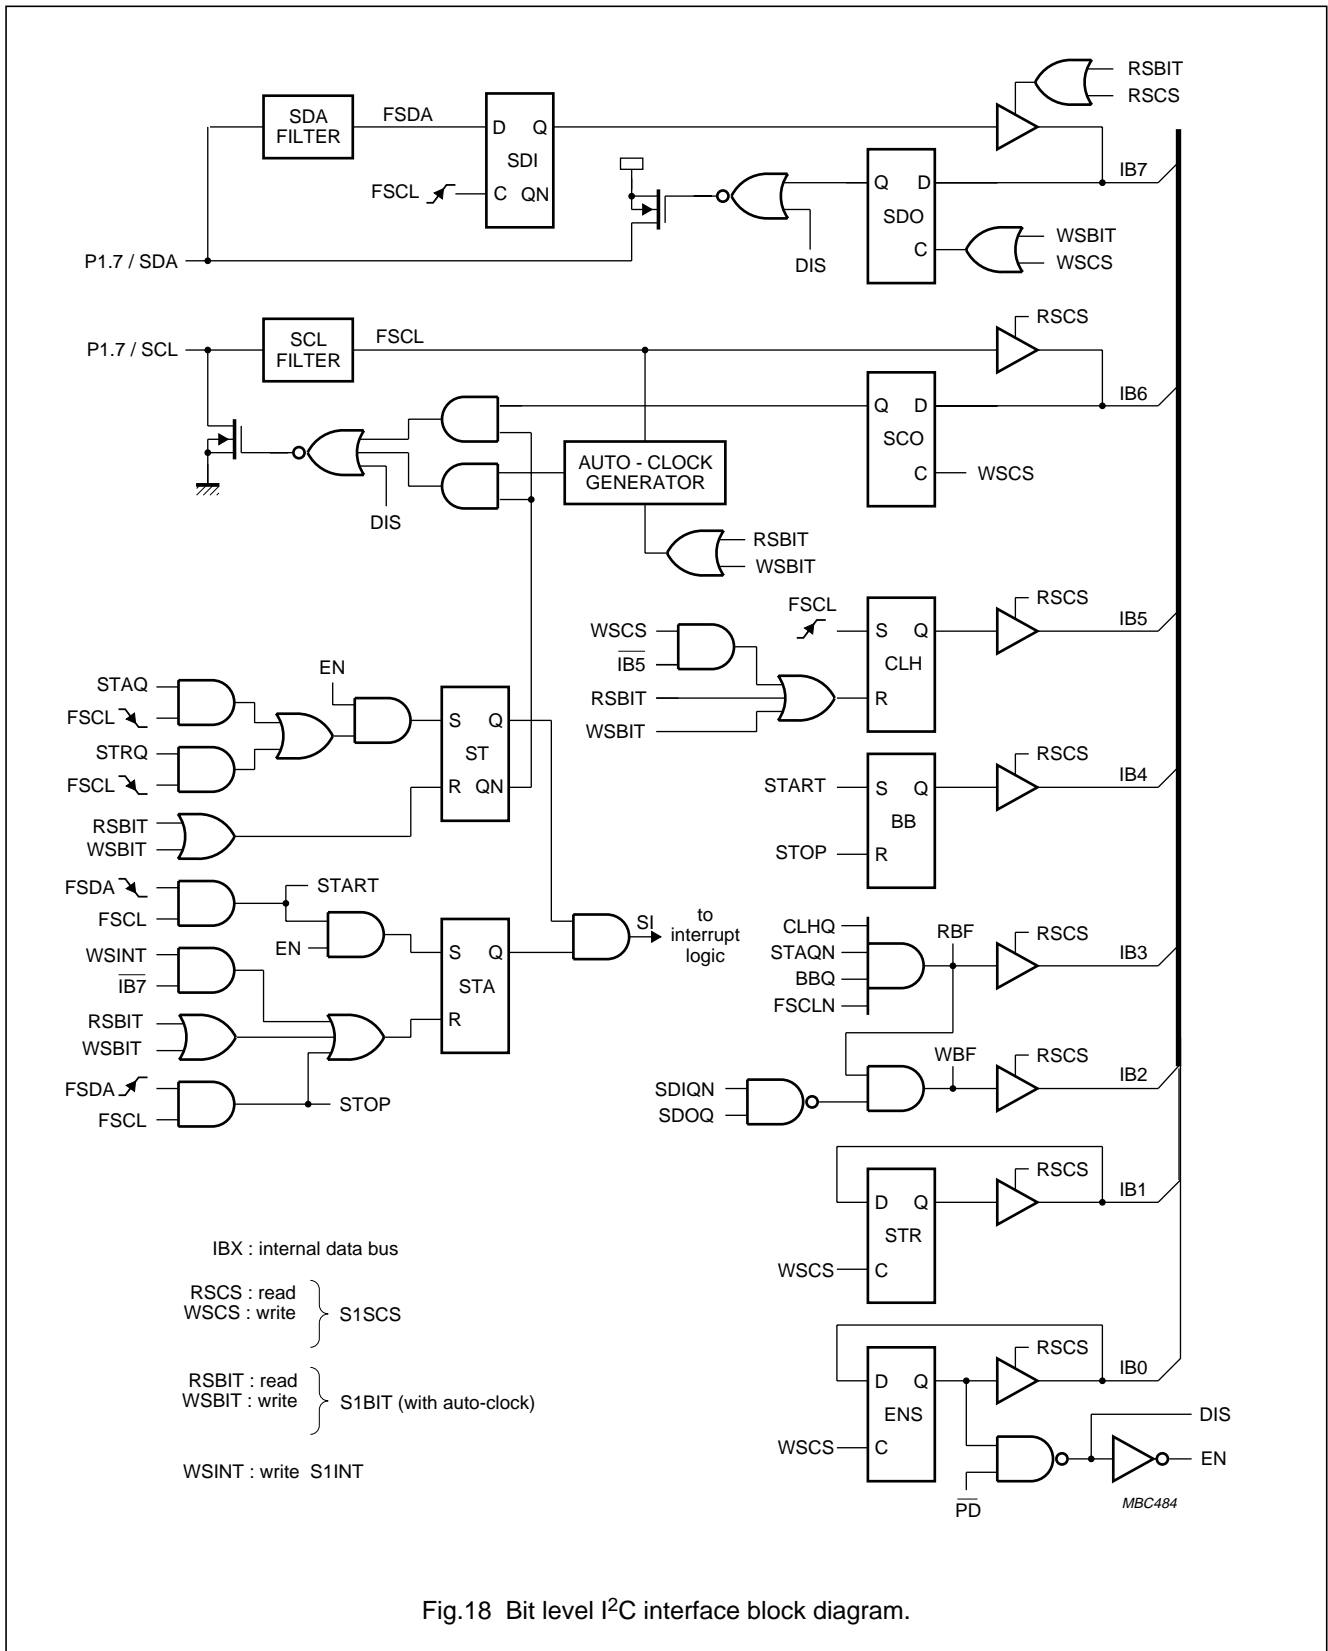 RSBIT
RSCS
SDA
FILTER
FSDA
D Q
SDI
C QN
FSCL
IB7
Q D
SDO
C
WSBIT
WSCS
DIS
P1.7 / SDA
RSCS
P1.7 / SCL
SCL
FILTER
FSCL
IB6
Q D
SCO
C
WSCS
AUTO - CLOCK
GENERATOR
DIS
RSBIT
WSBIT
RSCS
FSCL
S Q
CLH
R
IB5
WSCS
IB5
RSBIT
WSBIT
EN
STAQ
FSCL
STRQ
FSCL
S Q
ST
R QN
RSBIT
WSBIT
RSCS
START
S Q
BB
STOP
R
IB4
FSDA
FSCL
START
EN
S Q
STA
R
WSINT
IB7
RSBIT
WSBIT
FSDA
FSCL
STOP
SI
to
interrupt
logic
CLHQ
STAQN
BBQ
FSCLN
RBF
RSCS
IB3
WBF
RSCS
IB2
SDIQN
SDOQ
RSCS
D Q
STR
IB1
WSCS
C
IBX : internal data bus
RSCS : read
WSCS : write
S1SCS
RSBIT : read
WSBIT : write
S1BIT (with auto-clock)
WSINT : write S1INT
RSCS
D Q
ENS
IB0
WSCS
C
DIS
EN
PD
MBC484
Fig.18 Bit level I²C interface block diagram.